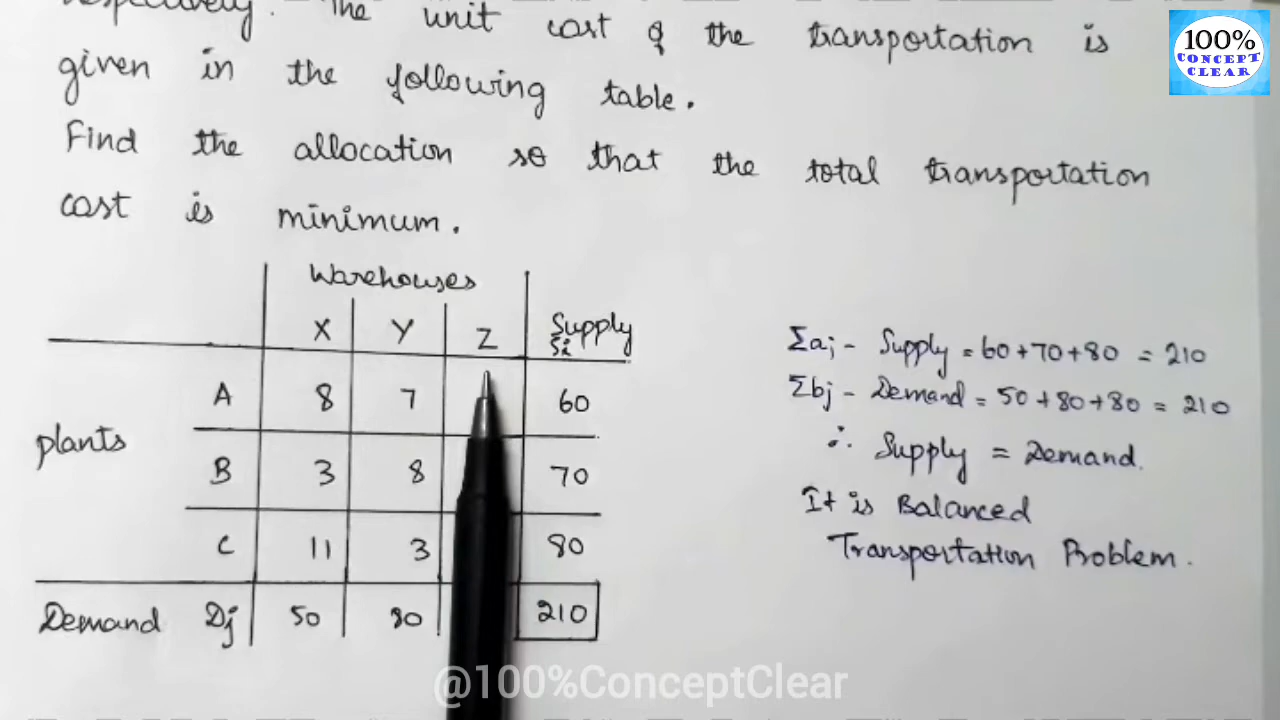 respectively. The unit cost of the transportation is
given in the following table.
Find the allocation so that the total transportation
cost is minimum.
Warehouses
X Y Z Supply Si
A 8 7 60
plants
B 3 8 70
C 11 3 80
Demand Dj 50 80 210
Σai - Supply = 60+70+80 = 210
Σbj - Demand = 50+80+80 = 210
∴ Supply = Demand.
It is Balanced
Transportation Problem.
100%
CONCEPT
CLEAR
@100%ConceptClear